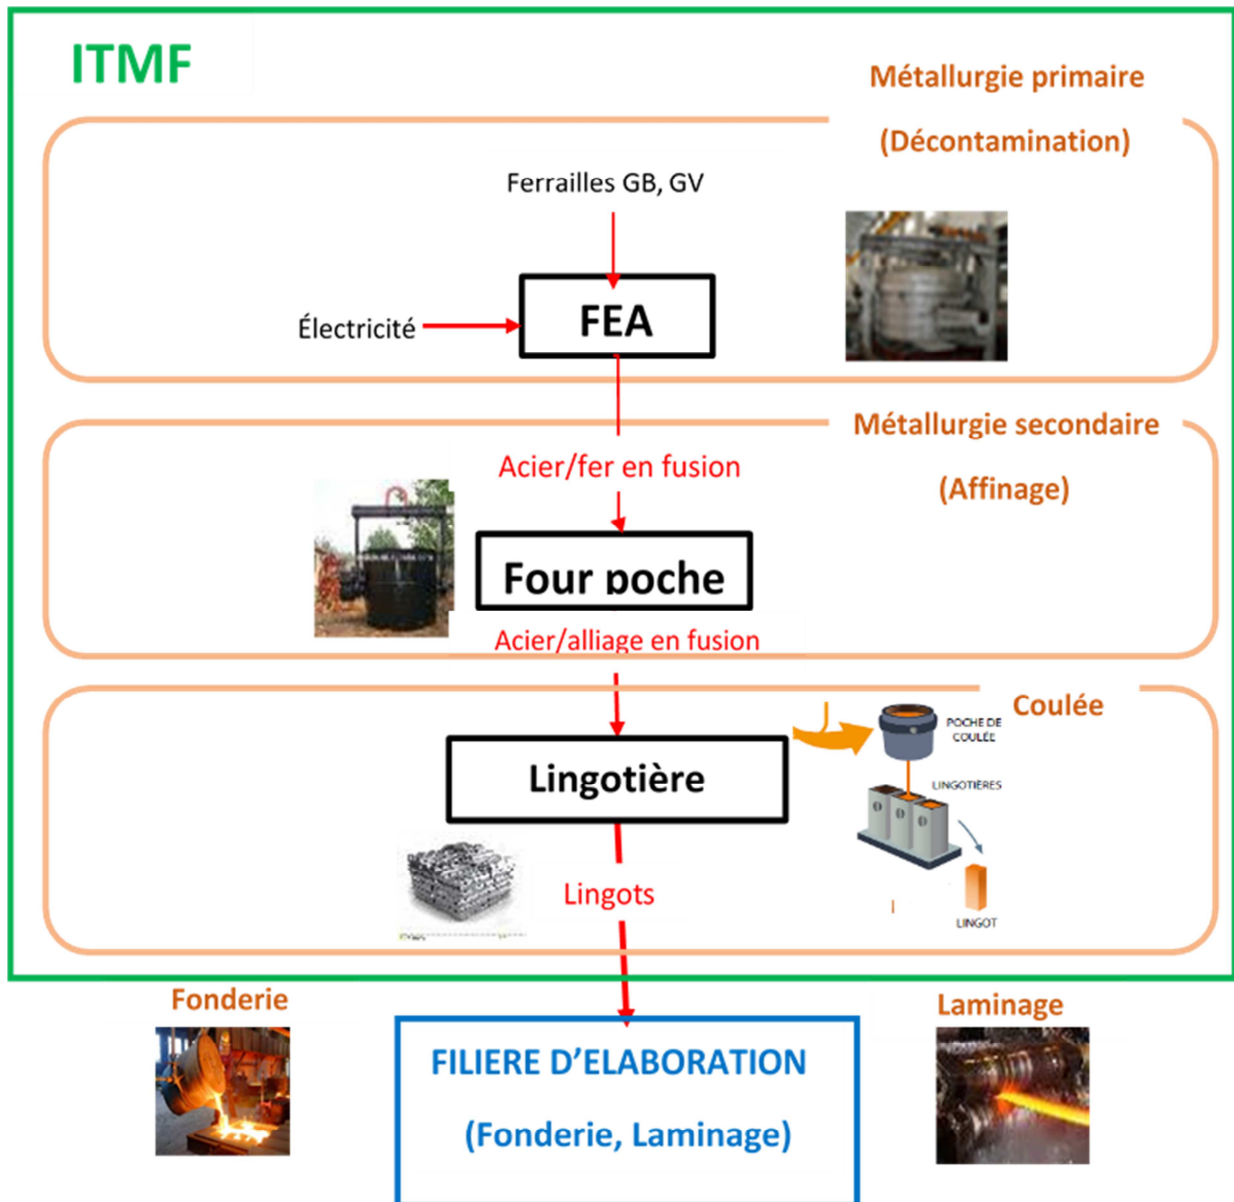 ITMF
Métallurgie primaire
(Décontamination)
Ferrailles GB, GV
FEA
Électricité
Métallurgie secondaire
Acier/fer en fusion
(Affinage)
Four poche
Acier/alliage en fusion
Coulée
POCHE DE
COULÉE
Lingotière
LINGOTIÈRES
Lingots
LINGOT
Fonderie
Laminage
FILIERE D'ELABORATION
(Fonderie, Laminage)